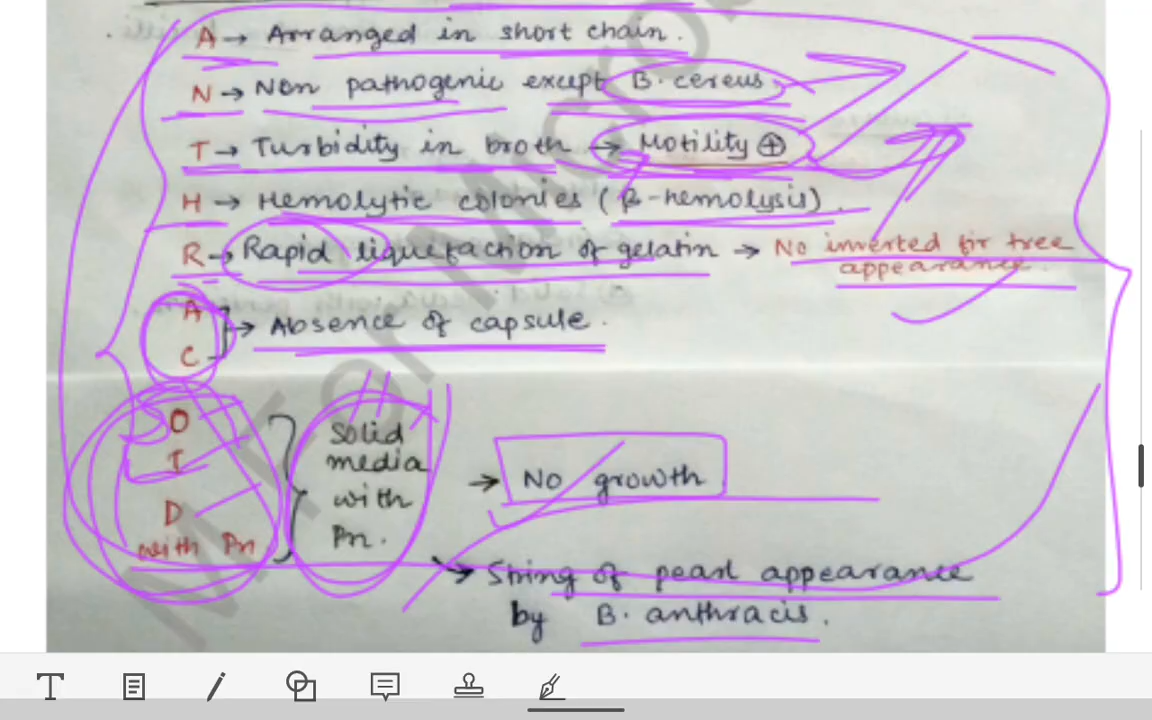 A → Arranged in short chain.
N → Non pathogenic except B. cereus
T → Turbidity in broth → Motility ⊕
H → Hemolytic colonies (β-hemolysis)
R → Rapid liquefaction of gelatin → No inverted fir tree
appearance.
A
C → Absence of capsule.
O
T
D
with Pn
Solid
media
with
Pn.
→ No growth
→ String of pearl appearance
by B. anthracis.
T